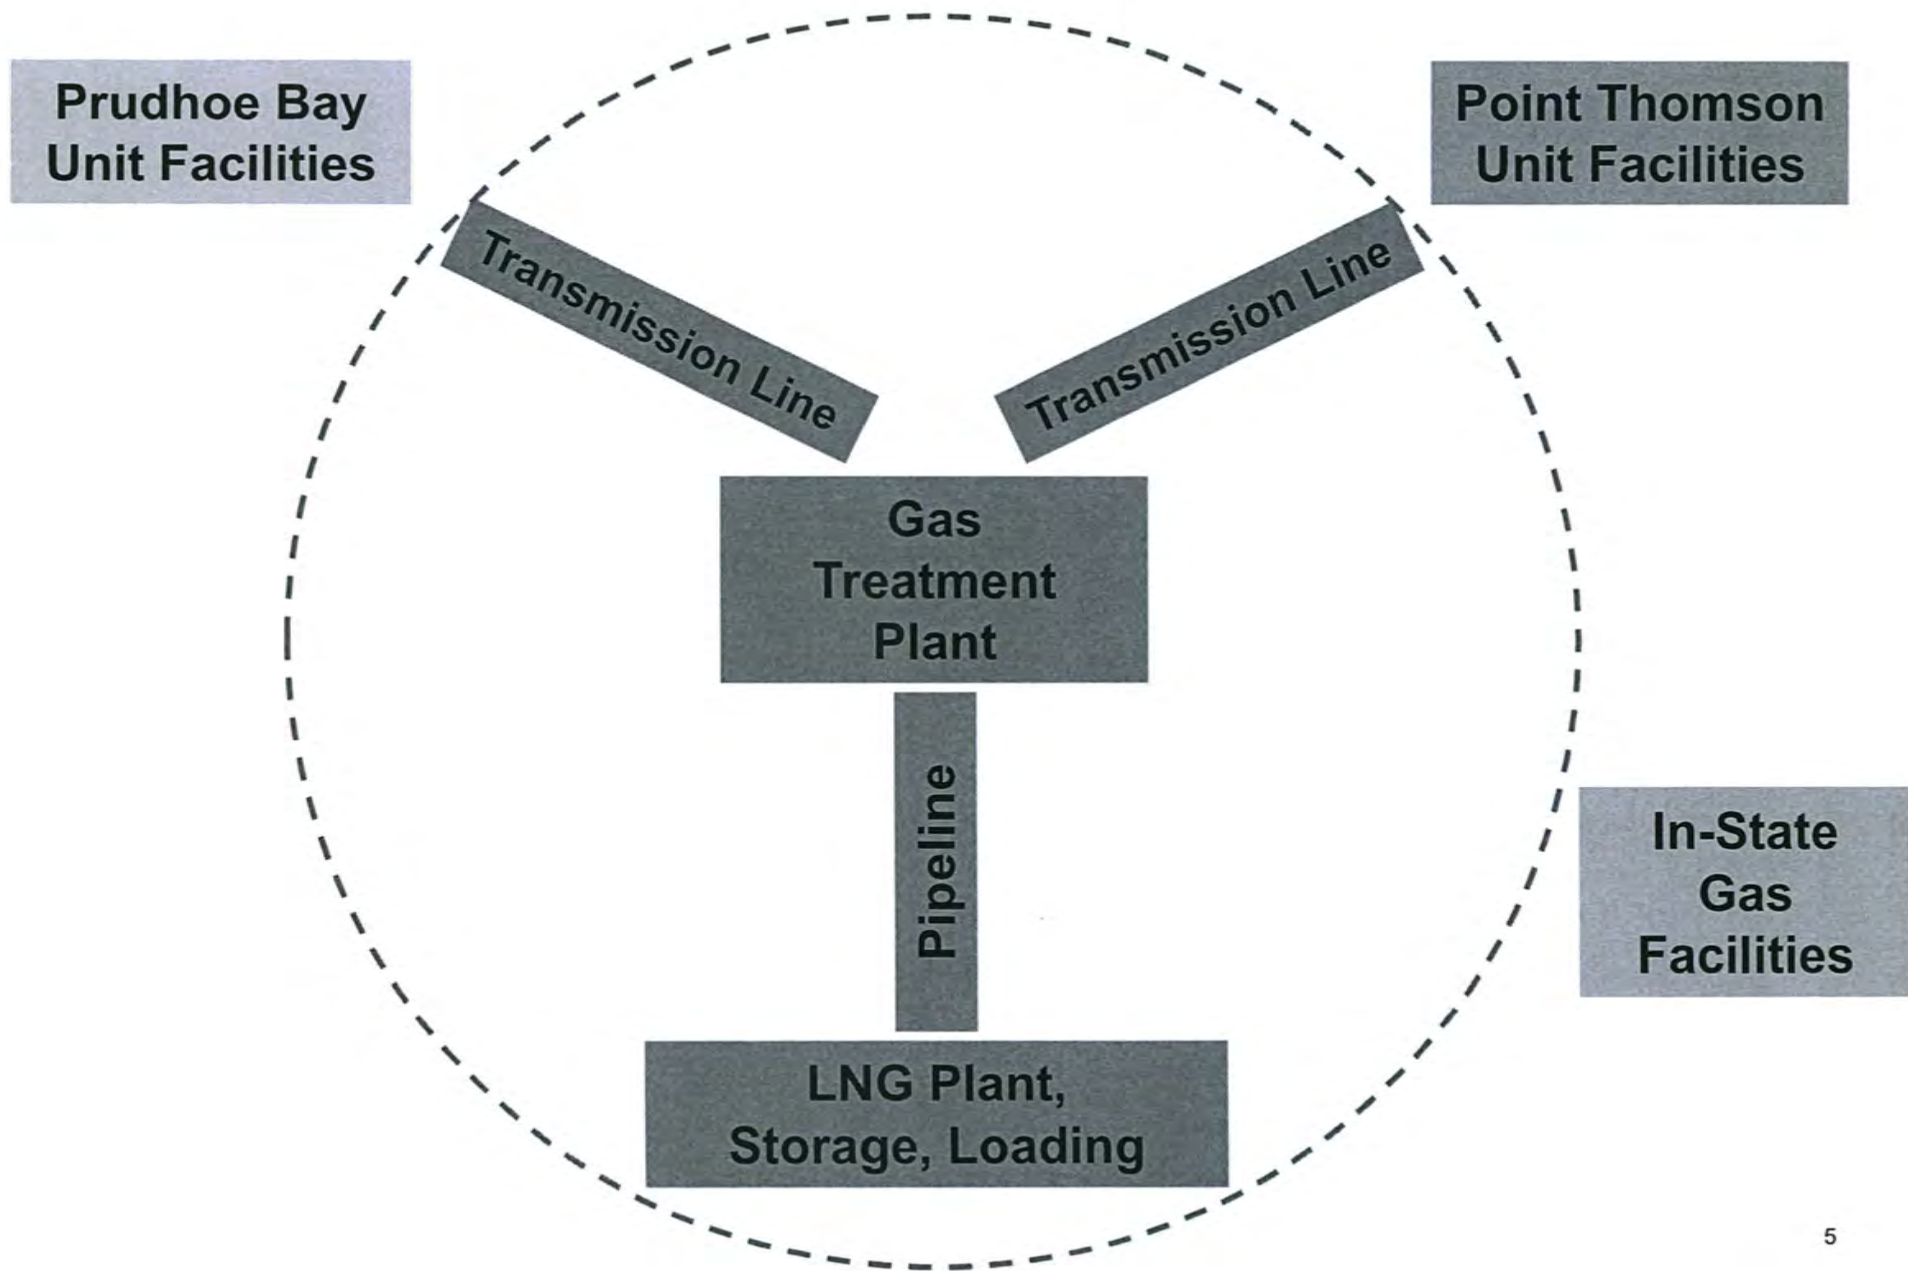 Prudhoe Bay
Unit Facilities
Point Thomson
Unit Facilities
Transmission Line
Transmission Line
Gas
Treatment
Plant
Pipeline
In-State
Gas
Facilities
LNG Plant,
Storage, Loading
5